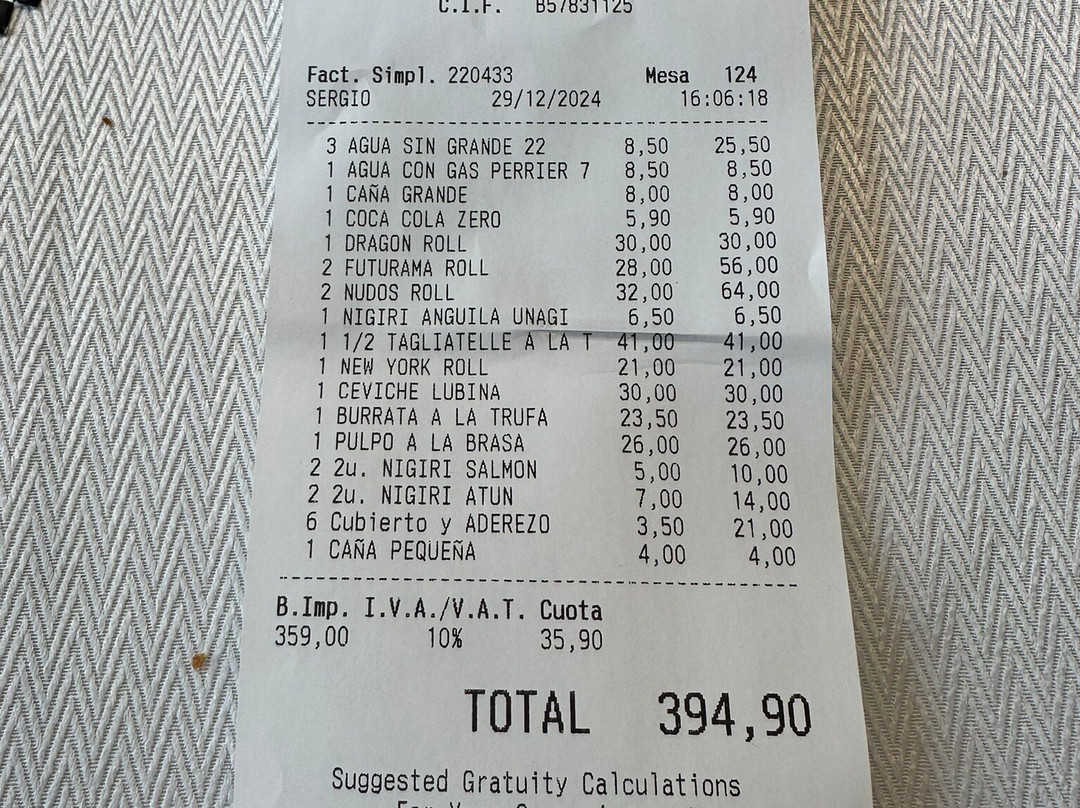 C.I.F. B57831125
Fact. Simpl. 220433 Mesa 124
SERGIO 29/12/2024 16:06:18
3 AGUA SIN GRANDE 22 8,50 25,50
1 AGUA CON GAS PERRIER 7 8,50 8,50
1 CAÑA GRANDE 8,00 8,00
1 COCA COLA ZERO 5,90 5,90
1 DRAGON ROLL 30,00 30,00
2 FUTURAMA ROLL 28,00 56,00
2 NUDOS ROLL 32,00 64,00
1 NIGIRI ANGUILA UNAGI 6,50 6,50
1 1/2 TAGLIATELLE A LA T 41,00 41,00
1 NEW YORK ROLL 21,00 21,00
1 CEVICHE LUBINA 30,00 30,00
1 BURRATA A LA TRUFA 23,50 23,50
1 PULPO A LA BRASA 26,00 26,00
2 2u. NIGIRI SALMON 5,00 10,00
2 2u. NIGIRI ATUN 7,00 14,00
6 Cubierto y ADEREZO 3,50 21,00
1 CAÑA PEQUEÑA 4,00 4,00
B.Imp. I.V.A./V.A.T. Cuota
359,00 10% 35,90
TOTAL 394,90
Suggested Gratuity Calculations